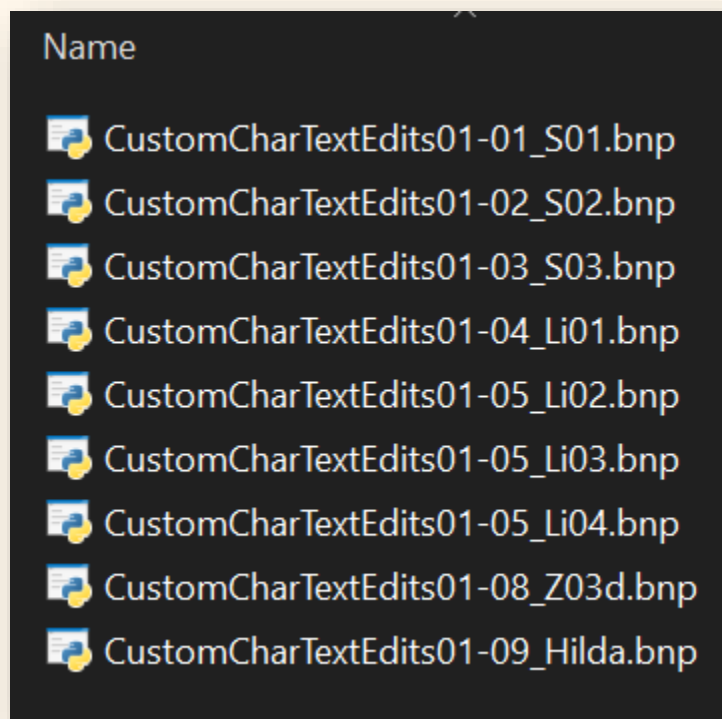 Name
CustomCharTextEdits01-01_S01.bnp
CustomCharTextEdits01-02_S02.bnp
CustomCharTextEdits01-03_S03.bnp
CustomCharTextEdits01-04_Li01.bnp
CustomCharTextEdits01-05_Li02.bnp
CustomCharTextEdits01-05_Li03.bnp
CustomCharTextEdits01-05_Li04.bnp
CustomCharTextEdits01-08_Z03d.bnp
CustomCharTextEdits01-09_Hilda.bnp